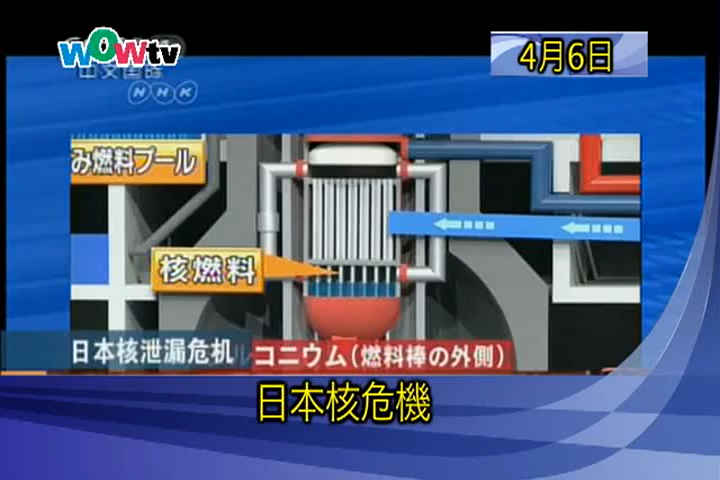 wowtv
4月6日
中文国际
NHK
み燃料プール
核燃料
日本核泄漏危机
コニウム(燃料棒の外側)
日本核危機